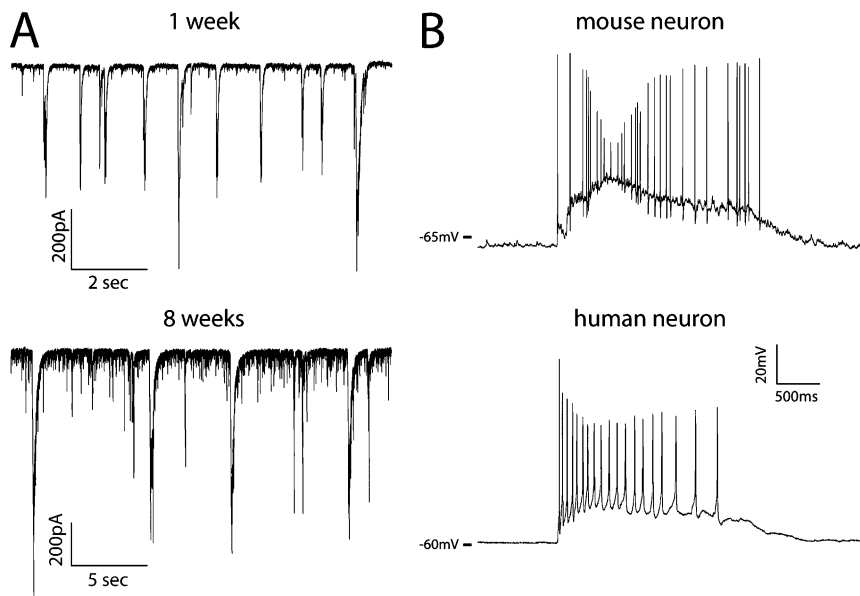 A
1 week
200pA
2 sec
8 weeks
200pA
5 sec
B
mouse neuron
-65mV
human neuron
20mV
500ms
-60mV